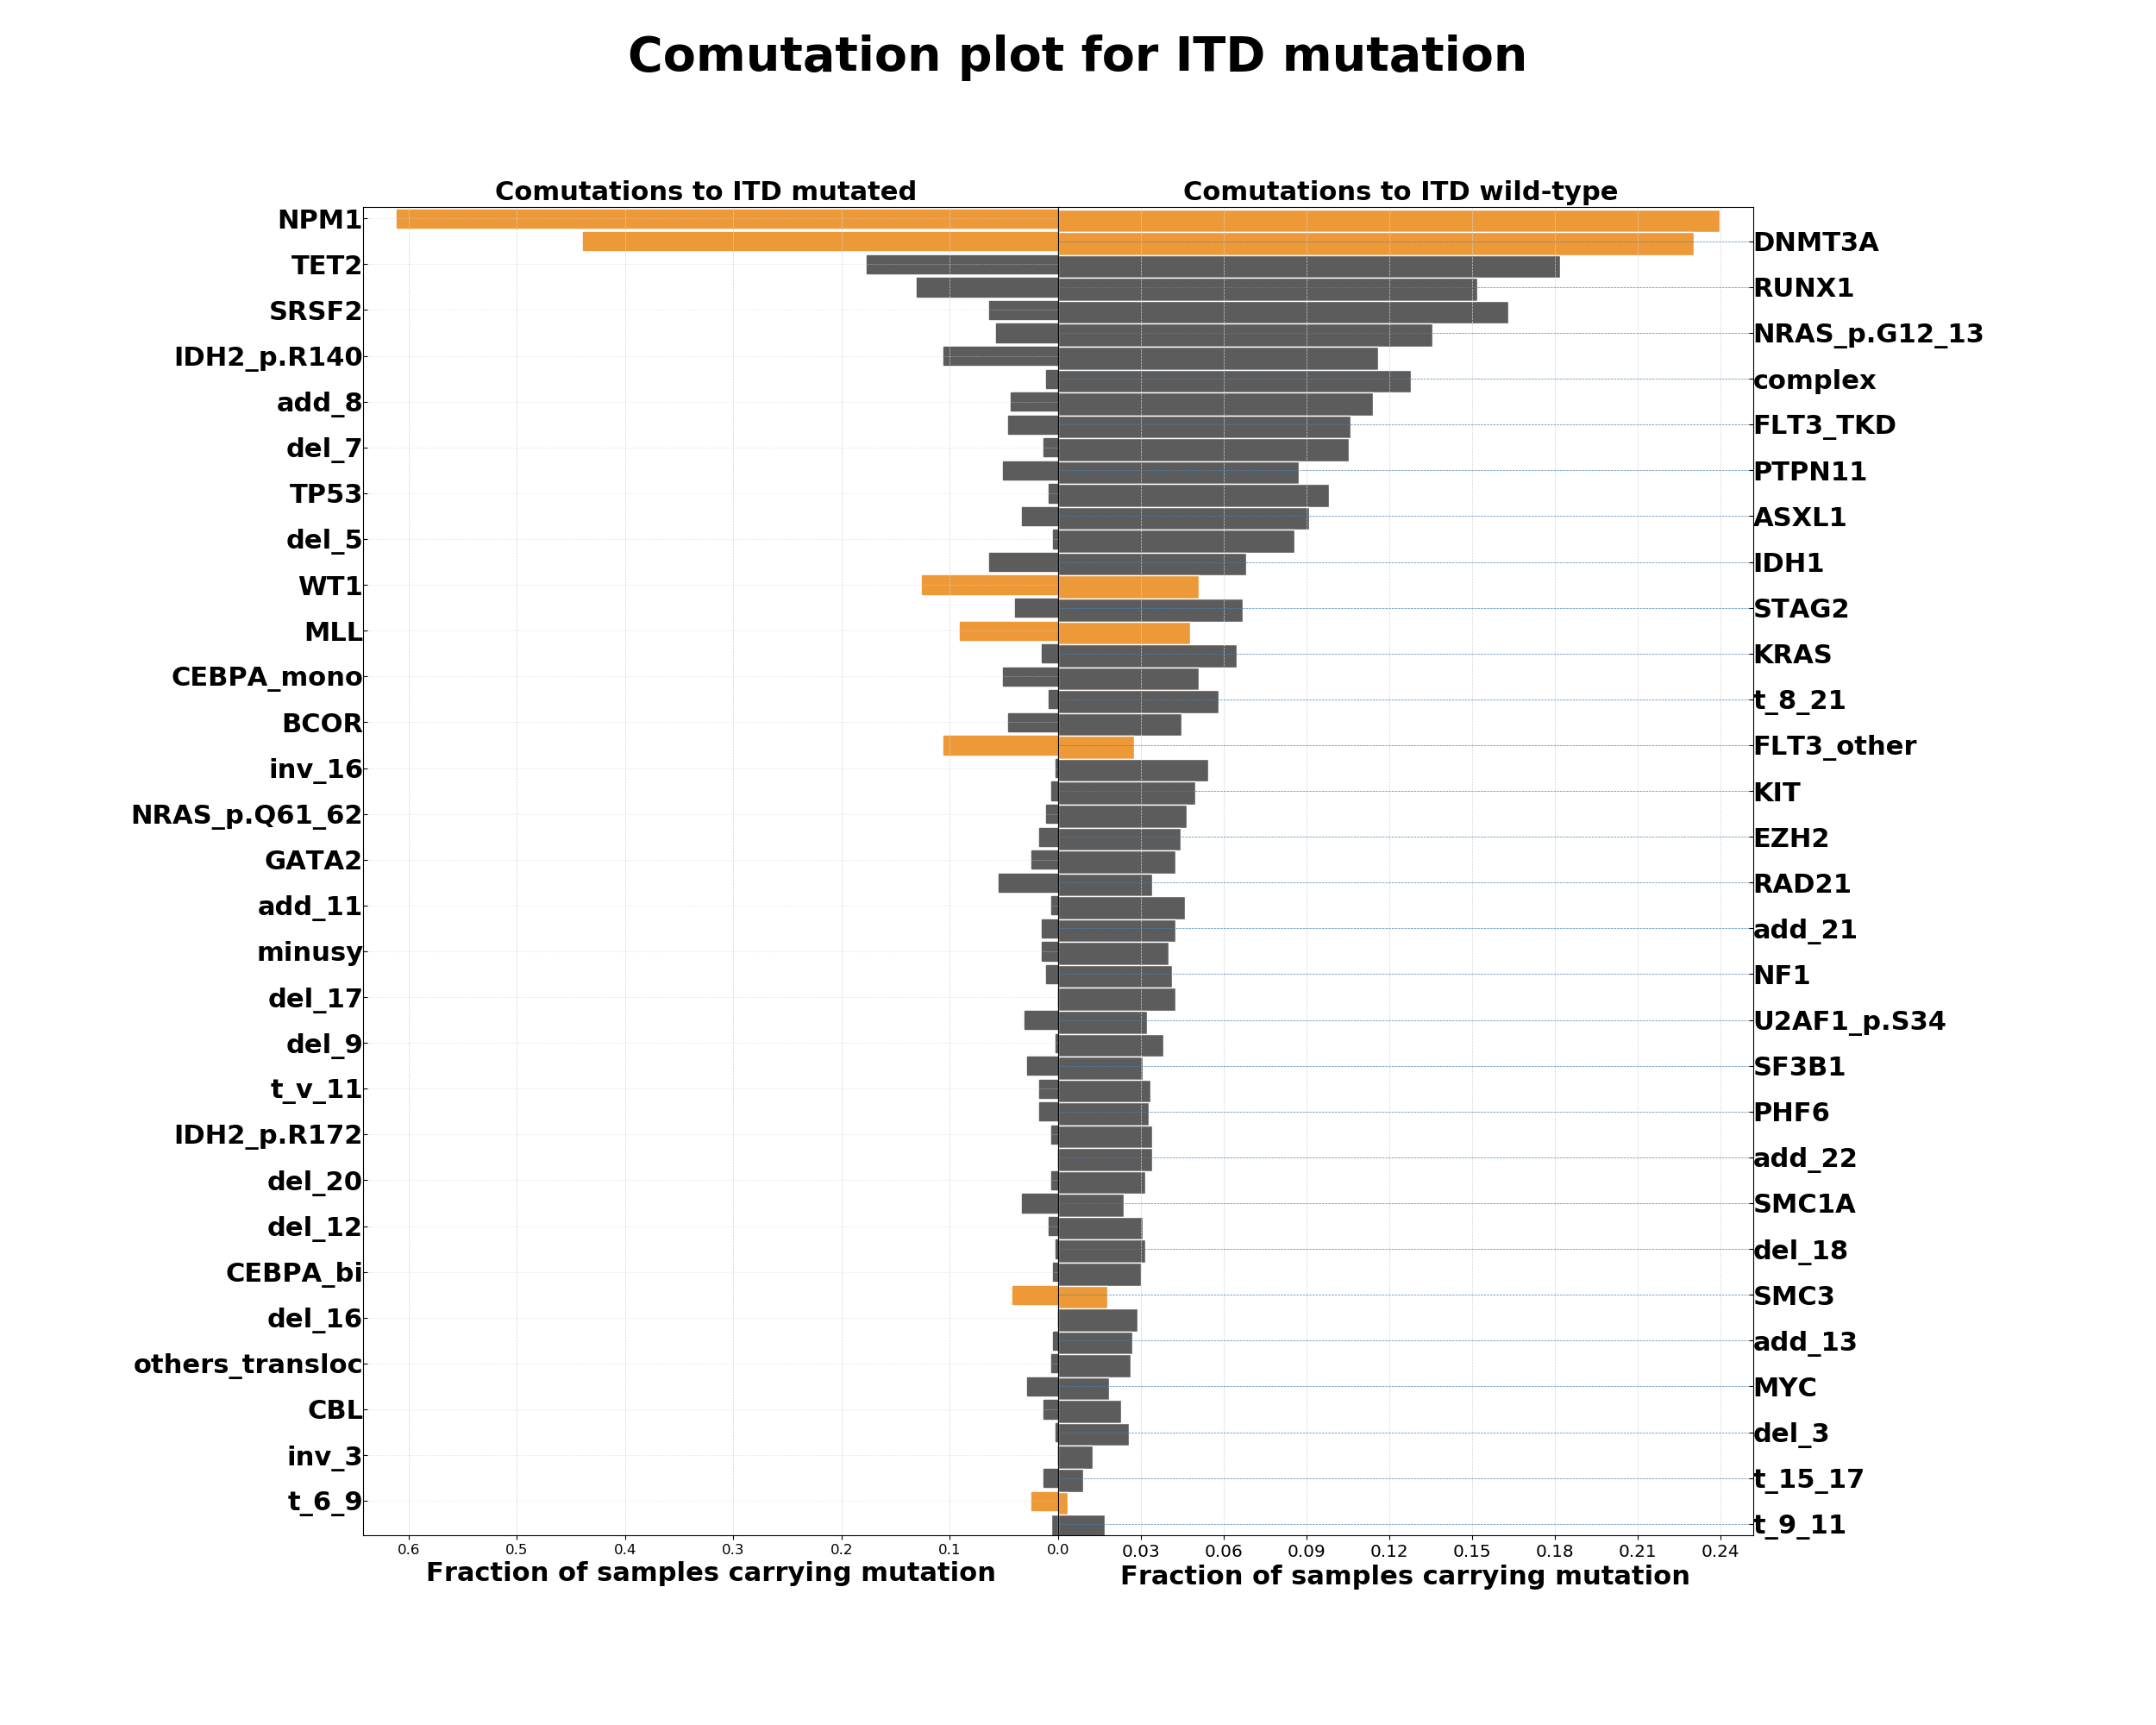 Comutation plot for ITD mutation
Comutations to ITD mutated
Comutations to ITD wild-type
NPM1
DNMT3A
TET2
RUNX1
SRSF2
NRAS_p.G12_13
IDH2_p.R140
complex
add_8
FLT3_TKD
del_7
PTPN11
TP53
ASXL1
del_5
IDH1
WT1
STAG2
MLL
KRAS
CEBPA_mono
t_8_21
BCOR
FLT3_other
inv_16
KIT
NRAS_p.Q61_62
EZH2
GATA2
RAD21
add_11
add_21
minusy
NF1
del_17
U2AF1_p.S34
del_9
SF3B1
t_v_11
PHF6
IDH2_p.R172
add_22
del_20
SMC1A
del_12
del_18
CEBPA_bi
SMC3
del_16
add_13
others_transloc
MYC
CBL
del_3
inv_3
t_15_17
t_6_9
t_9_11
0.6 0.5 0.4 0.3 0.2 0.1 0.0 0.03 0.06 0.09 0.12 0.15 0.18 0.21 0.24
Fraction of samples carrying mutation
Fraction of samples carrying mutation